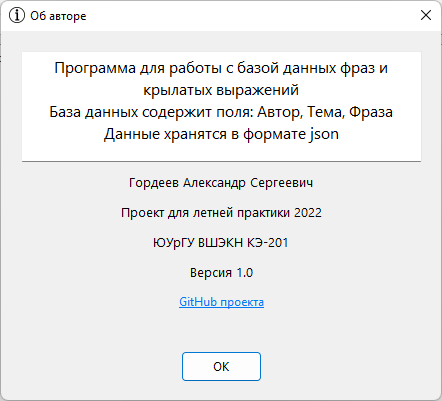 Об авторе
Программа для работы с базой данных фраз и
крылатых выражений
База данных содержит поля: Автор, Тема, Фраза
Данные хранятся в формате json
Гордеев Александр Сергеевич
Проект для летней практики 2022
ЮУрГУ ВШЭКН КЭ-201
Версия 1.0
GitHub проекта
ОК